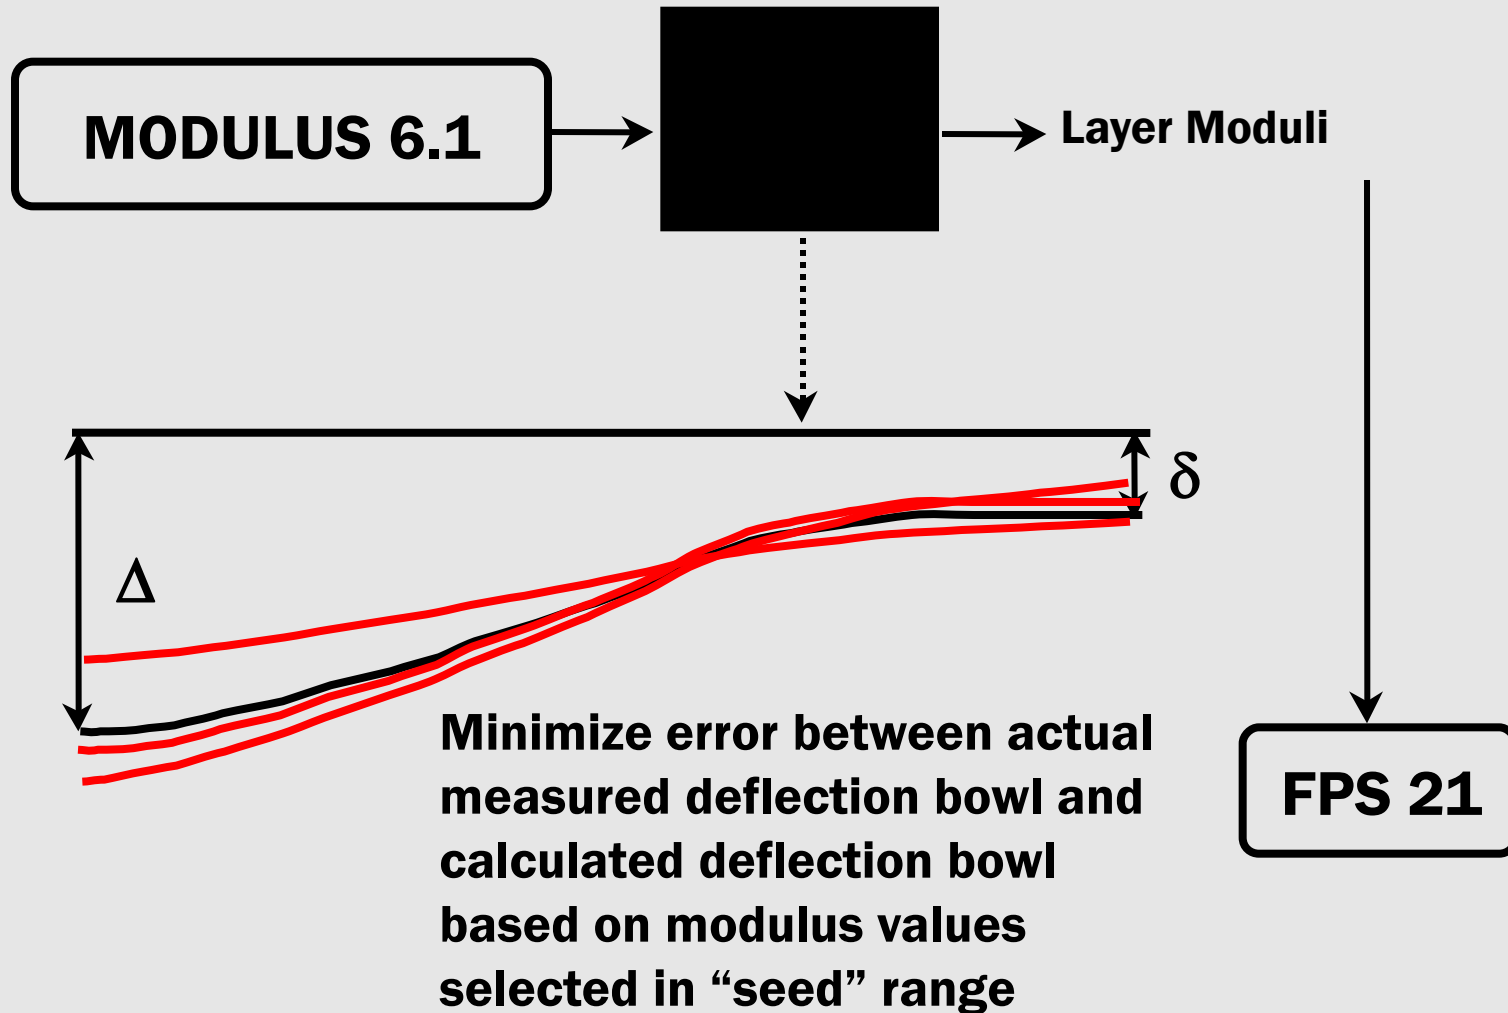 MODULUS 6.1
Layer Moduli
δ
Δ
Minimize error between actual
measured deflection bowl and
calculated deflection bowl
based on modulus values
selected in “seed” range
FPS 21